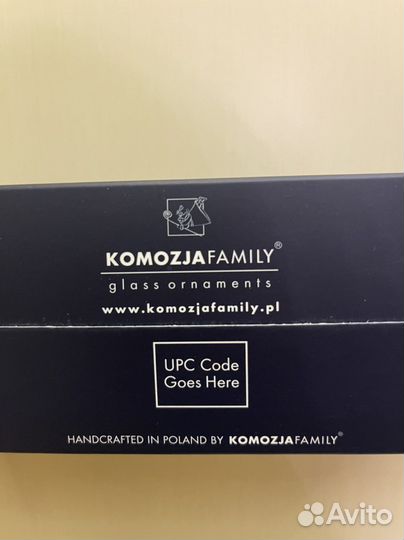 KOMOZJAFAMILY®
glass ornaments
www.komozjafamily.pl
UPC Code
Goes Here
HANDCRAFTED IN POLAND BY KOMOZJAFAMILY®
Avito